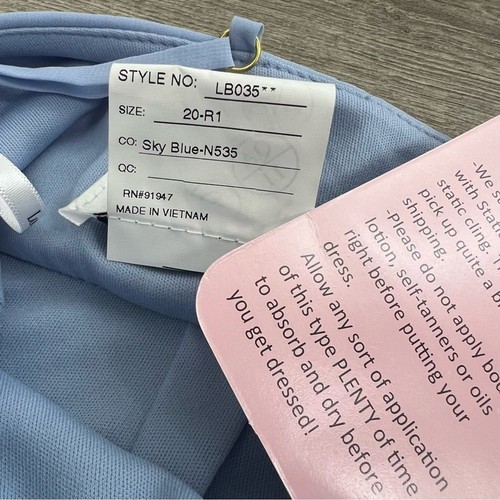 STYLE NO: LB035**
SIZE: 20-R1
CO: Sky Blue-N535
QC:
RN#91947
MADE IN VIETNAM
-We s
with Stati
static cling.
pick up quite a b
shipping.
-Please do not apply bod
lotion, self-tanners or oils
right before putting your
dress.
Allow any sort of application
of this type PLENTY of time
to absorb and dry before
you get dressed!